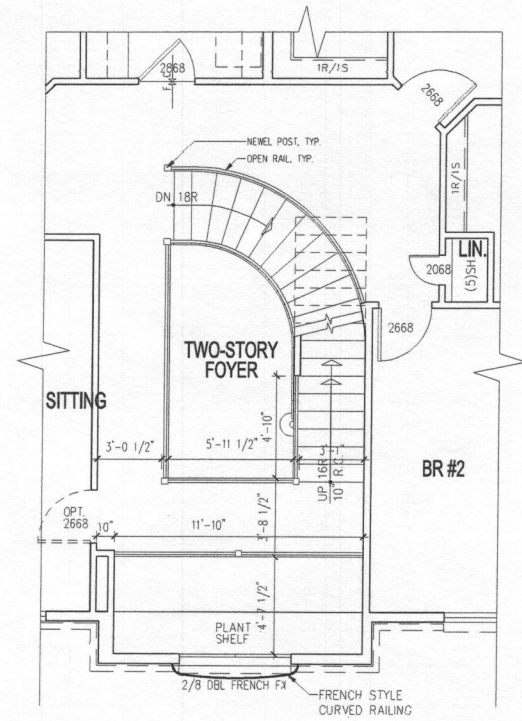 2868
F.C.
1R/1S
2668
NEWEL POST, TYP.
OPEN RAIL, TYP.
1R/1S
DN 18R
LIN.
(5)SH
2068
2668
TWO-STORY
FOYER
SITTING
4'-10"
3'-0 1/2"
5'-11 1/2"
3'-1"
BR #2
UP 16R
10" R.C.
OPT.
2668
10"
11'-10"
3'-8 1/2"
4'-7 1/2"
PLANT
SHELF
2/8 DBL FRENCH FX
FRENCH STYLE
CURVED RAILING